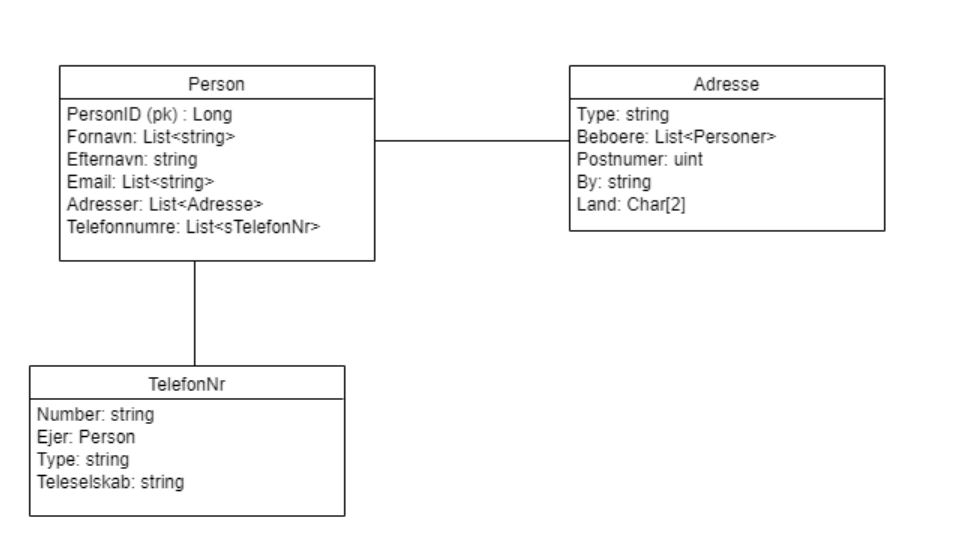 Person
PersonID (pk) : Long
Fornavn: List<string>
Efternavn: string
Email: List<string>
Adresser: List<Adresse>
Telefonnumre: List<sTelefonNr>
Adresse
Type: string
Beboere: List<Personer>
Postnumer: uint
By: string
Land: Char[2]
TelefonNr
Number: string
Ejer: Person
Type: string
Teleselskab: string